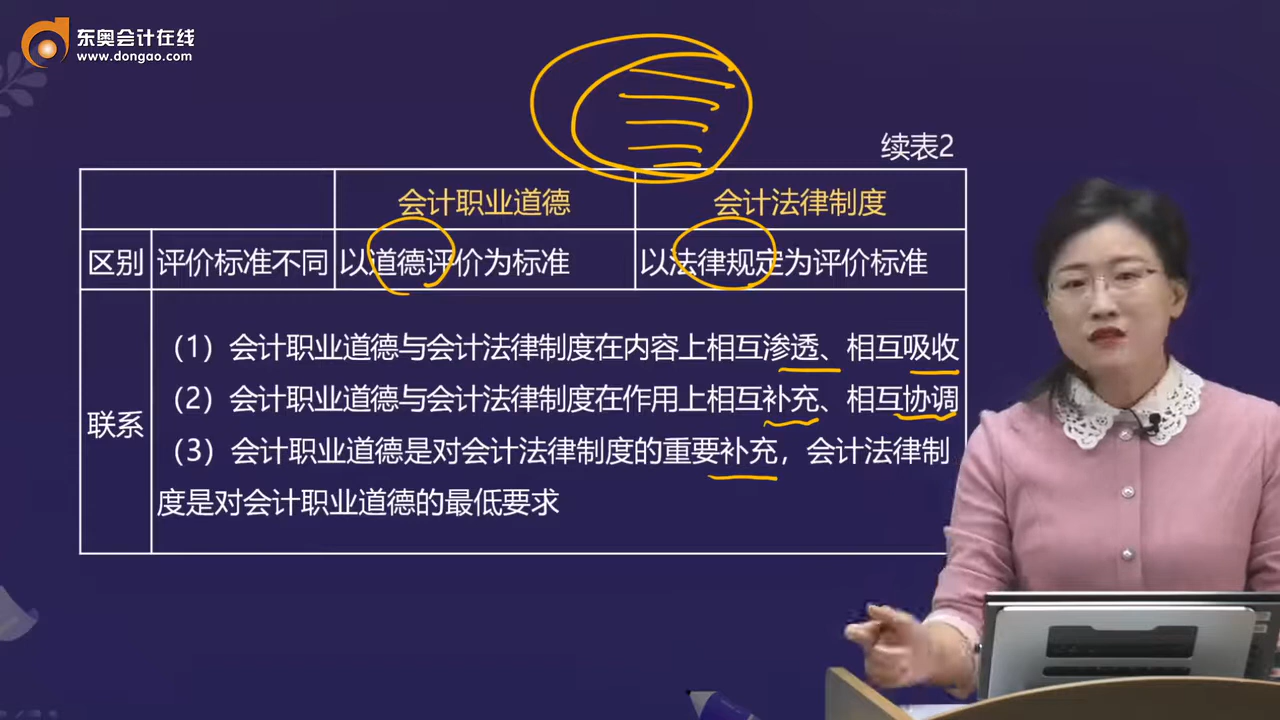 东奥会计在线
www.dongao.com
续表2
会计职业道德 会计法律制度
区别 评价标准不同 以道德评价为标准 以法律规定为评价标准
联系
（1）会计职业道德与会计法律制度在内容上相互渗透、相互吸收
（2）会计职业道德与会计法律制度在作用上相互补充、相互协调
（3）会计职业道德是对会计法律制度的重要补充，会计法律制
度是对会计职业道德的最低要求